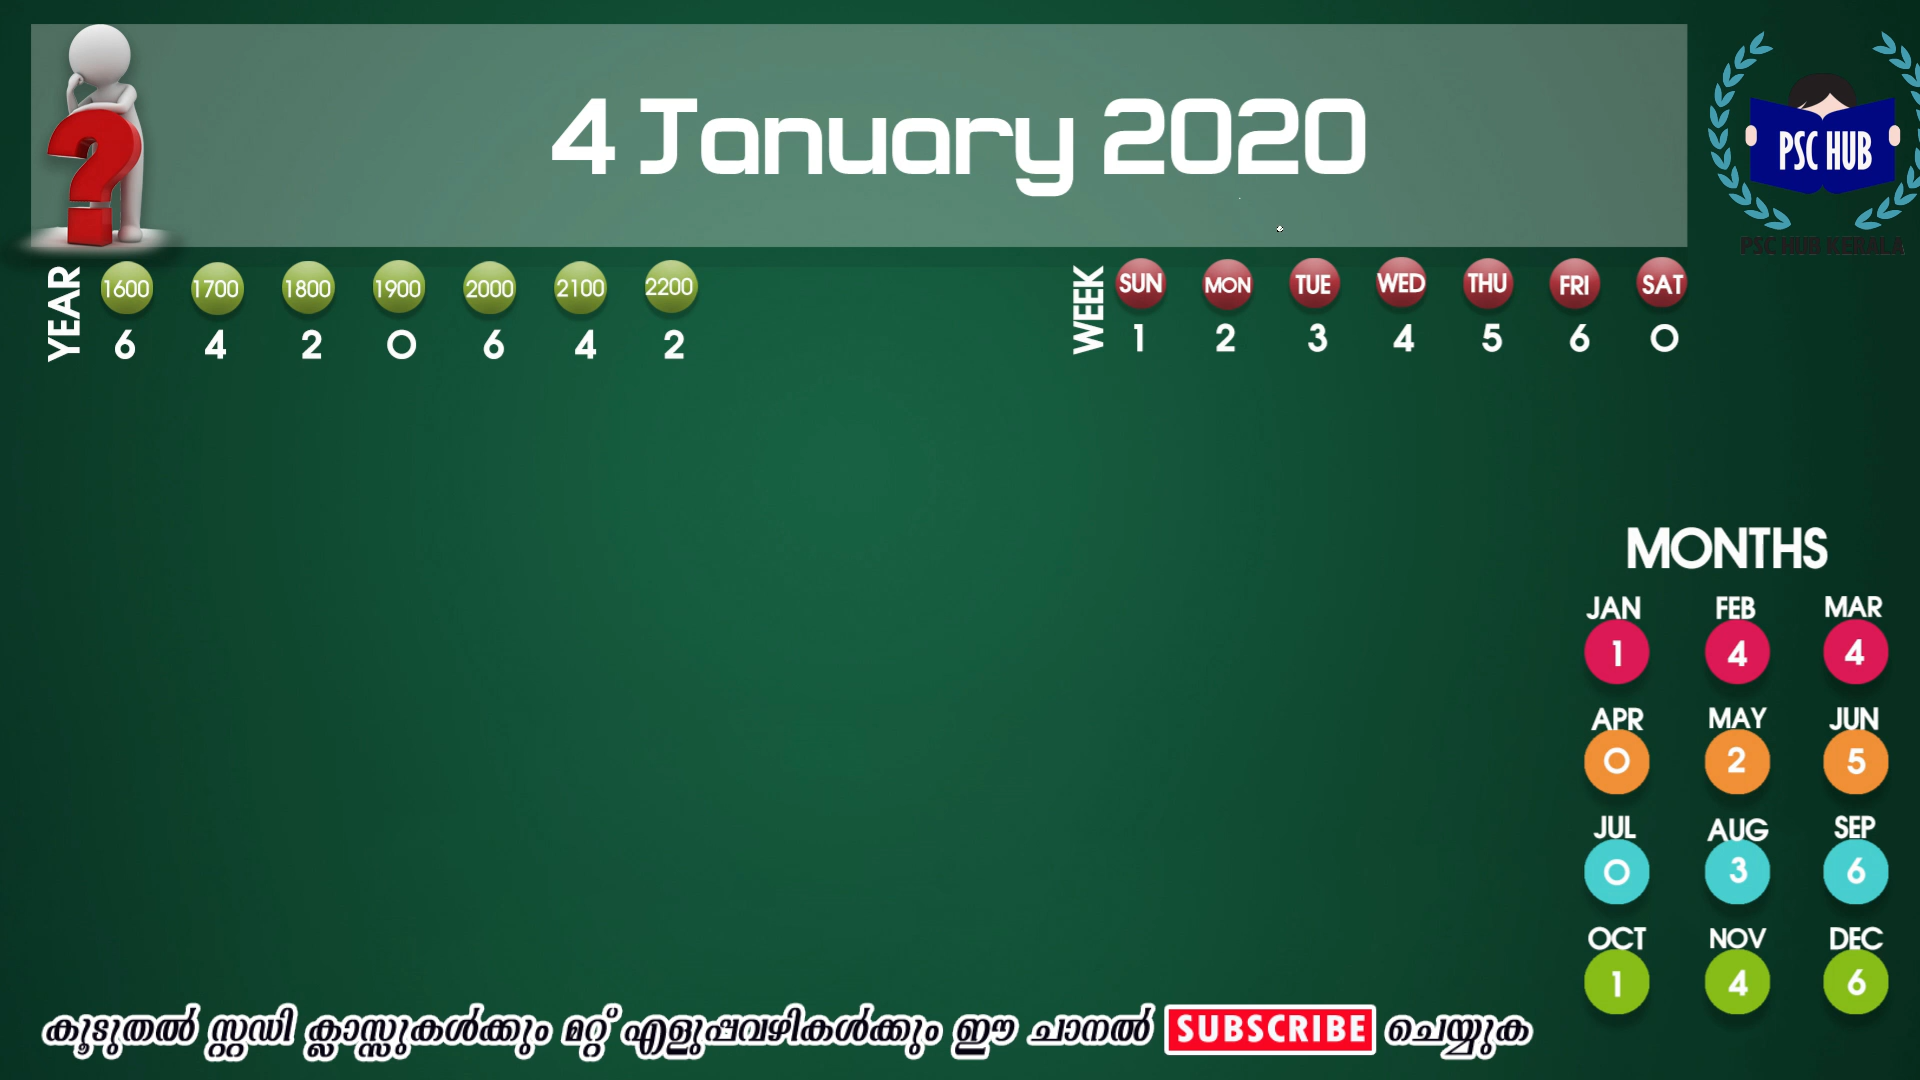 4 January 2020
PSC HUB
PSC HUB KERALA
YEAR
1600 1700 1800 1900 2000 2100 2200
6 4 2 0 6 4 2
WEEK
SUN MON TUE WED THU FRI SAT
1 2 3 4 5 6 0
MONTHS
JAN FEB MAR
1 4 4
APR MAY JUN
0 2 5
JUL AUG SEP
0 3 6
OCT NOV DEC
1 4 6
കൂടുതൽ സ്റ്റഡി ക്ലാസ്സുകൾക്കും മറ്റ് എളുപ്പവഴികൾക്കും ഈ ചാനൽ SUBSCRIBE ചെയ്യുക